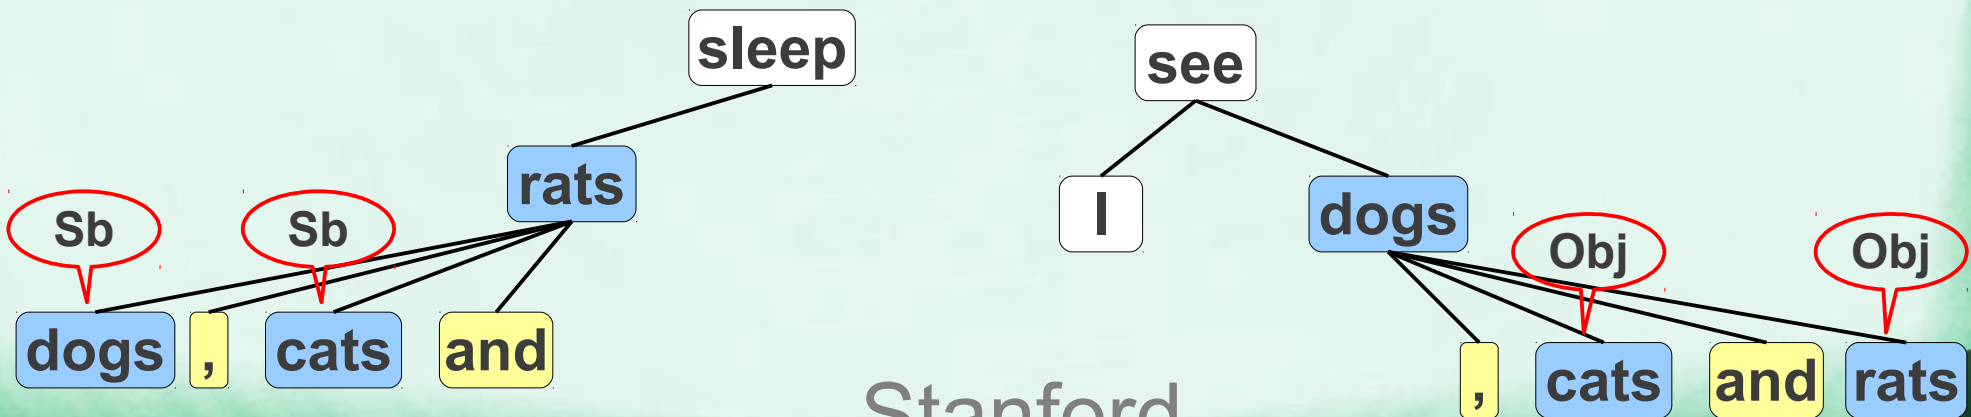 sleep
see
rats
I
dogs
Sb
Sb
Obj
Obj
dogs , cats and
, cats and rats
Stanford